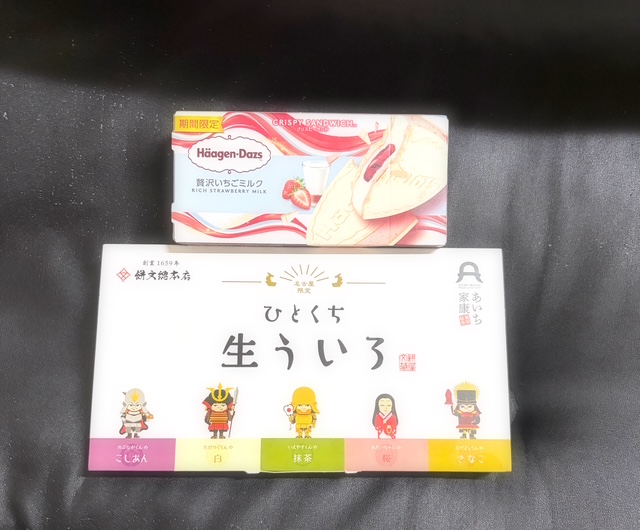 期間限定
CRISPY SANDWICH
Häagen-Dazs
贅沢いちごミルク
RICH STRAWBERRY MILK
創業1659年
餅文總本店
名古屋
限定
あいち
家康
ひとくち
生ういろ
こしあん
白
抹茶
桜
きなこ